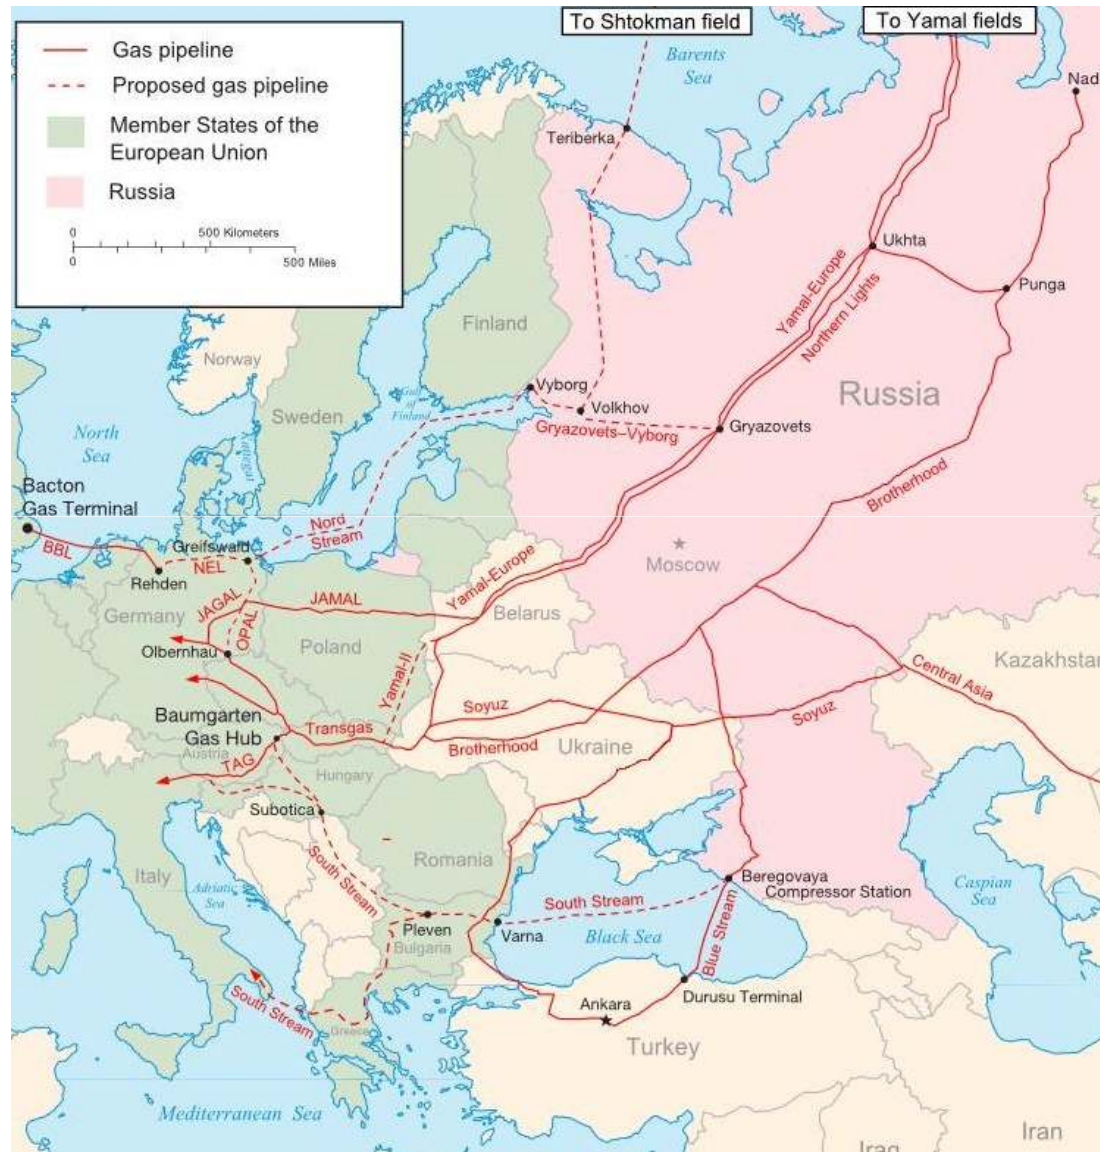 To Shtokman field
To Yamal fields
Gas pipeline
Proposed gas pipeline
Member States of the
European Union
Russia
0
500 Kilometers
0
500 Miles
Barents
Sea
Nad
Teriberka
Ukhta
Punga
Yamal-Europe
Northern Lights
Finland
Norway
Sweden
Gulf
of
Finland
Vyborg
Volkhov
Gryazovets–Vyborg
Gryazovets
Russia
North
Sea
Kattegat
Bacton
Gas Terminal
BBL
Greifswald
NEL
Rehden
Nord
Stream
Brotherhood
Moscow
Yamal-Europe
Belarus
Germany
JAGAL
OPAL
JAMAL
Poland
Olbernhau
Yamal-II
Kazakhstan
Central Asia
Soyuz
Soyuz
Baumgarten
Gas Hub
Transgas
Brotherhood
Ukraine
Austria
TAG
Hungary
Subotica
South Stream
Romania
Italy
Adriatic
Sea
Beregovaya
Compressor Station
Caspian
Sea
South Stream
Pleven
Bulgaria
Varna
Black Sea
Blue Stream
Durusu Terminal
South Stream
Greece
Ankara
Turkey
Mediterranean Sea
Iraq
Iran